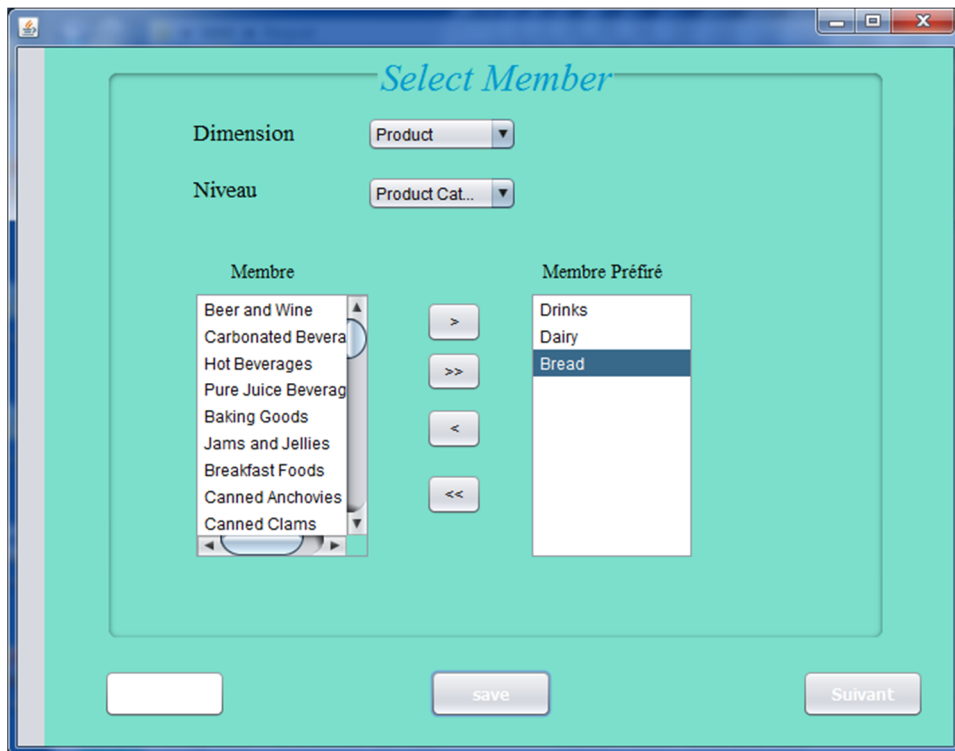 Select Member
Dimension
Product
Niveau
Product Cat...
Membre
Membre Préfiré
Beer and Wine
Carbonated Bevera
Hot Beverages
Pure Juice Beverag
Baking Goods
Jams and Jellies
Breakfast Foods
Canned Anchovies
Canned Clams
>
>>
<
<<
Drinks
Dairy
Bread
save
Suivant